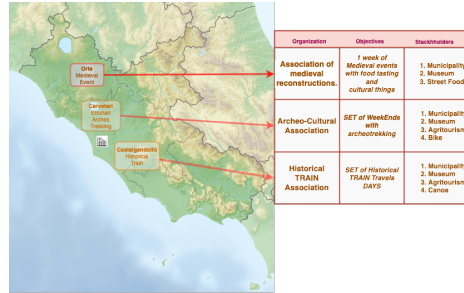 Orte
Medieval
Event
Cerveteri
Etrurian
Archeo
Trekking
Castelgandolfo
Historical
Train
Organization Objectives Stackhholders
Association of
medieval
reconstructions.
1 week of
Medieval events
with food tasting
and
cultural things
1. Municipality
2. Museum
3. Street Food
Archeo-Cultural
Association
SET of WeekEnds
with
archeotrekking
1. Municipality
2. Museum
3. Agritourism
4. Bike
Historical
TRAIN
Association
SET of Historical
TRAIN Travels
DAYS
1. Municipality
2. Museum
3. Agritourism
4. Canoa